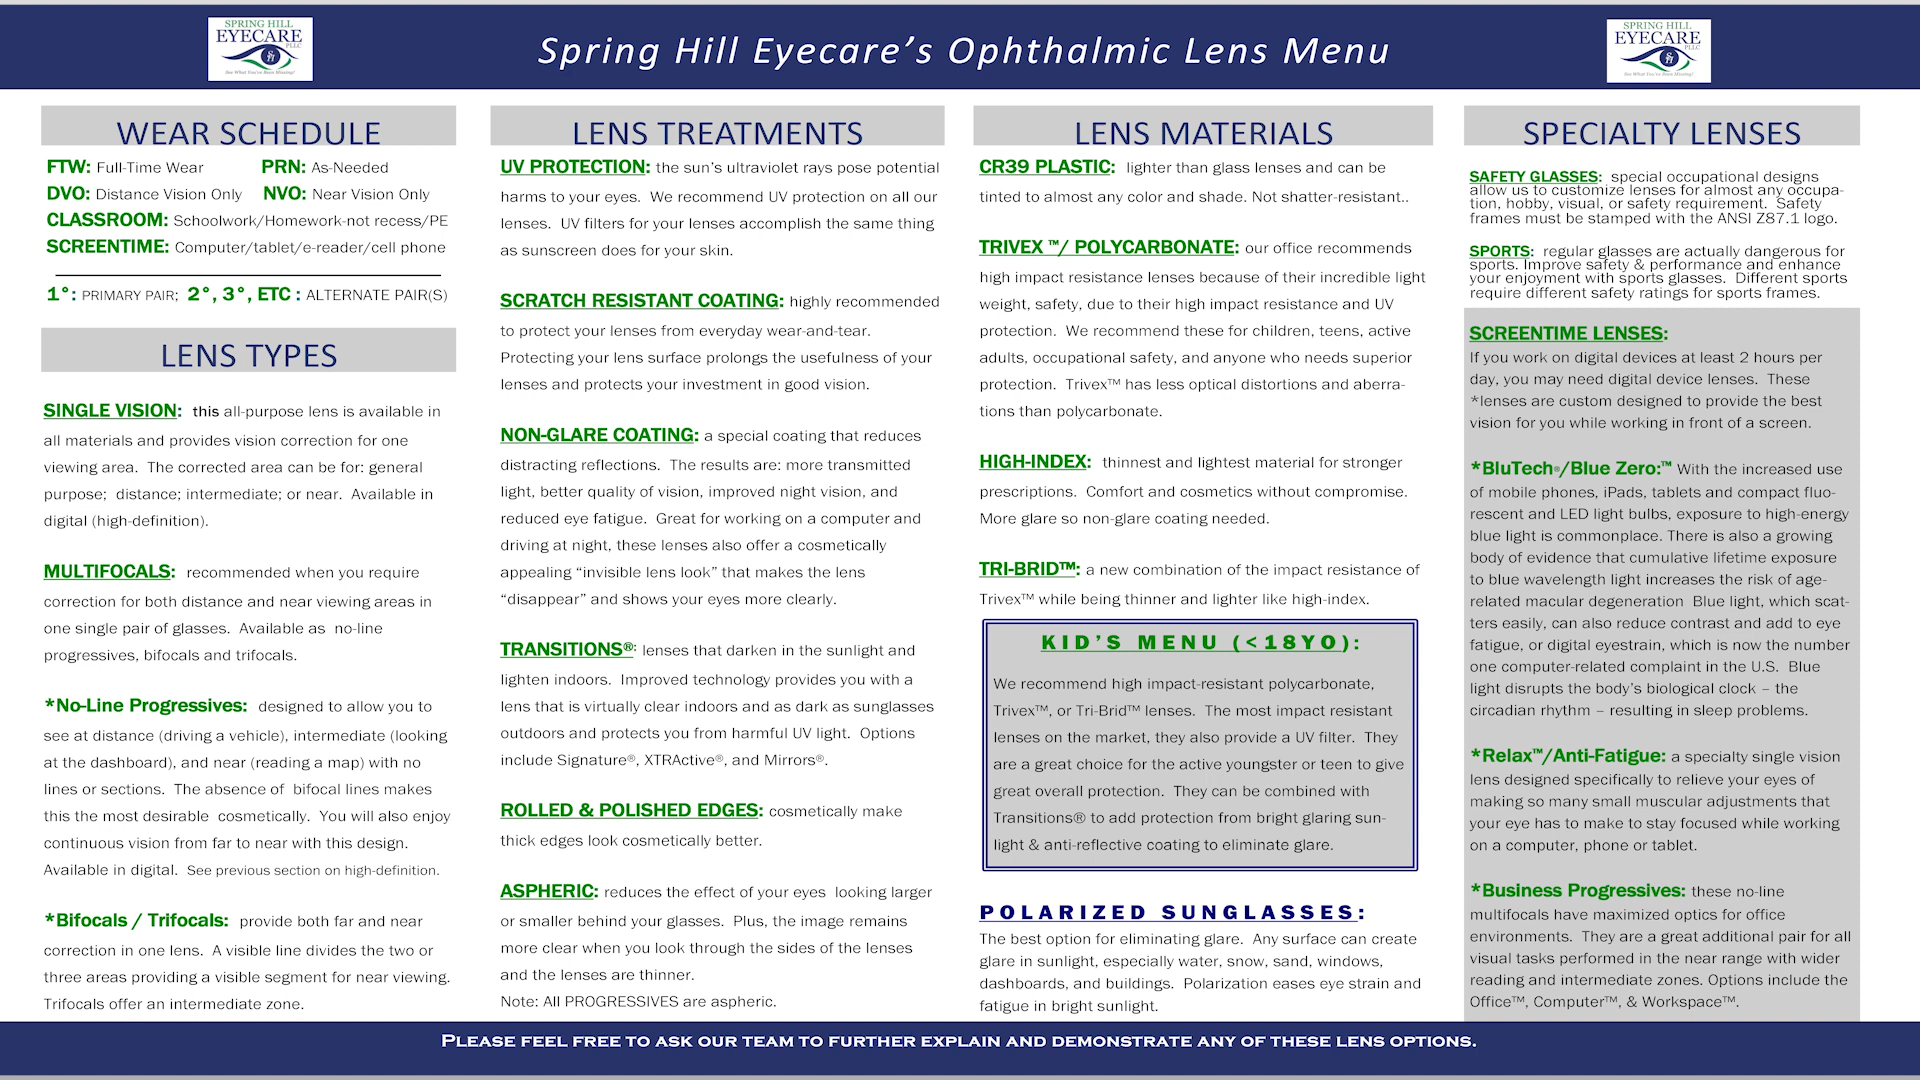 SPRING HILL
EYECARE
PLLC
See What You've Been Missing!
Spring Hill Eyecare's Ophthalmic Lens Menu
SPRING HILL
EYECARE
PLLC
See What You've Been Missing!
WEAR SCHEDULE
FTW: Full-Time Wear PRN: As-Needed
DVO: Distance Vision Only NVO: Near Vision Only
CLASSROOM: Schoolwork/Homework-not recess/PE
SCREENTIME: Computer/tablet/e-reader/cell phone
1°: PRIMARY PAIR; 2°, 3°, ETC : ALTERNATE PAIR(S)
LENS TYPES
SINGLE VISION: this all-purpose lens is available in
all materials and provides vision correction for one
viewing area. The corrected area can be for: general
purpose; distance; intermediate; or near. Available in
digital (high-definition).
MULTIFOCALS: recommended when you require
correction for both distance and near viewing areas in
one single pair of glasses. Available as no-line
progressives, bifocals and trifocals.
*No-Line Progressives: designed to allow you to
see at distance (driving a vehicle), intermediate (looking
at the dashboard), and near (reading a map) with no
lines or sections. The absence of bifocal lines makes
this the most desirable cosmetically. You will also enjoy
continuous vision from far to near with this design.
Available in digital. See previous section on high-definition.
*Bifocals / Trifocals: provide both far and near
correction in one lens. A visible line divides the two or
three areas providing a visible segment for near viewing.
Trifocals offer an intermediate zone.
LENS TREATMENTS
UV PROTECTION: the sun's ultraviolet rays pose potential
harms to your eyes. We recommend UV protection on all our
lenses. UV filters for your lenses accomplish the same thing
as sunscreen does for your skin.
SCRATCH RESISTANT COATING: highly recommended
to protect your lenses from everyday wear-and-tear.
Protecting your lens surface prolongs the usefulness of your
lenses and protects your investment in good vision.
NON-GLARE COATING: a special coating that reduces
distracting reflections. The results are: more transmitted
light, better quality of vision, improved night vision, and
reduced eye fatigue. Great for working on a computer and
driving at night, these lenses also offer a cosmetically
appealing “invisible lens look” that makes the lens
“disappear” and shows your eyes more clearly.
TRANSITIONS®: lenses that darken in the sunlight and
lighten indoors. Improved technology provides you with a
lens that is virtually clear indoors and as dark as sunglasses
outdoors and protects you from harmful UV light. Options
include Signature®, XTRActive®, and Mirrors®.
ROLLED & POLISHED EDGES: cosmetically make
thick edges look cosmetically better.
ASPHERIC: reduces the effect of your eyes looking larger
or smaller behind your glasses. Plus, the image remains
more clear when you look through the sides of the lenses
and the lenses are thinner.
Note: All PROGRESSIVES are aspheric.
LENS MATERIALS
CR39 PLASTIC: lighter than glass lenses and can be
tinted to almost any color and shade. Not shatter-resistant..
TRIVEX ™/ POLYCARBONATE: our office recommends
high impact resistance lenses because of their incredible light
weight, safety, due to their high impact resistance and UV
protection. We recommend these for children, teens, active
adults, occupational safety, and anyone who needs superior
protection. Trivex™ has less optical distortions and aberra-
tions than polycarbonate.
HIGH-INDEX: thinnest and lightest material for stronger
prescriptions. Comfort and cosmetics without compromise.
More glare so non-glare coating needed.
TRI-BRID™: a new combination of the impact resistance of
Trivex™ while being thinner and lighter like high-index.
KID'S MENU (<18YO):
We recommend high impact-resistant polycarbonate,
Trivex™, or Tri-Brid™ lenses. The most impact resistant
lenses on the market, they also provide a UV filter. They
are a great choice for the active youngster or teen to give
great overall protection. They can be combined with
Transitions® to add protection from bright glaring sun-
light & anti-reflective coating to eliminate glare.
POLARIZED SUNGLASSES:
The best option for eliminating glare. Any surface can create
glare in sunlight, especially water, snow, sand, windows,
dashboards, and buildings. Polarization eases eye strain and
fatigue in bright sunlight.
SPECIALTY LENSES
SAFETY GLASSES: special occupational designs
allow us to customize lenses for almost any occupa-
tion, hobby, visual, or safety requirement. Safety
frames must be stamped with the ANSI Z87.1 logo.
SPORTS: regular glasses are actually dangerous for
sports. Improve safety & performance and enhance
your enjoyment with sports glasses. Different sports
require different safety ratings for sports frames.
SCREENTIME LENSES:
If you work on digital devices at least 2 hours per
day, you may need digital device lenses. These
*lenses are custom designed to provide the best
vision for you while working in front of a screen.
*BluTech®/Blue Zero:™ With the increased use
of mobile phones, iPads, tablets and compact fluo-
rescent and LED light bulbs, exposure to high-energy
blue light is commonplace. There is also a growing
body of evidence that cumulative lifetime exposure
to blue wavelength light increases the risk of age-
related macular degeneration Blue light, which scat-
ters easily, can also reduce contrast and add to eye
fatigue, or digital eyestrain, which is now the number
one computer-related complaint in the U.S. Blue
light disrupts the body's biological clock – the
circadian rhythm – resulting in sleep problems.
*Relax™/Anti-Fatigue: a specialty single vision
lens designed specifically to relieve your eyes of
making so many small muscular adjustments that
your eye has to make to stay focused while working
on a computer, phone or tablet.
*Business Progressives: these no-line
multifocals have maximized optics for office
environments. They are a great additional pair for all
visual tasks performed in the near range with wider
reading and intermediate zones. Options include the
Office™, Computer™, & Workspace™.
PLEASE FEEL FREE TO ASK OUR TEAM TO FURTHER EXPLAIN AND DEMONSTRATE ANY OF THESE LENS OPTIONS.